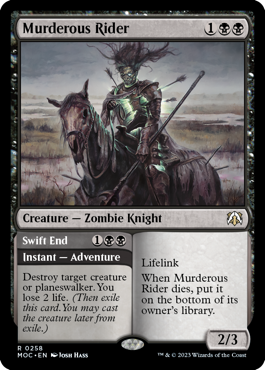 Murderous Rider 1
Creature — Zombie Knight
Swift End 1
Instant — Adventure
Destroy target creature
or planeswalker. You
lose 2 life. (Then exile
this card. You may cast
the creature later from
exile.)
Lifelink
When Murderous
Rider dies, put it
on the bottom of its
owner's library.
2/3
R 0258
MOC • EN Josh Hass
™ & © 2023 Wizards of the Coast